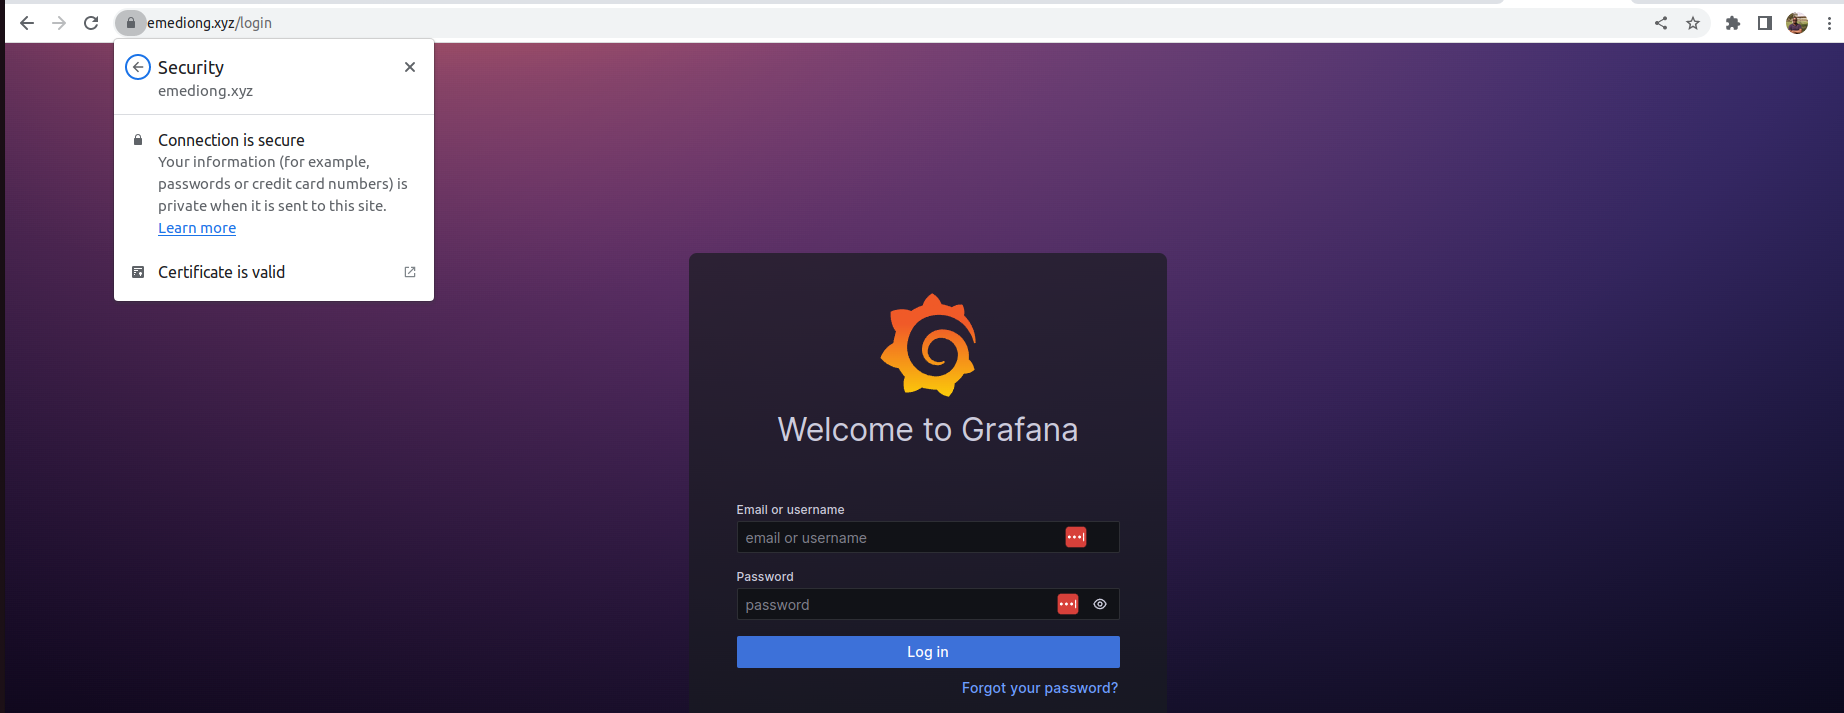 emediong.xyz/login
Security
emediong.xyz
Connection is secure
Your information (for example,
passwords or credit card numbers) is
private when it is sent to this site.
Learn more
Certificate is valid
Welcome to Grafana
Email or username
email or username
Password
password
Log in
Forgot your password?